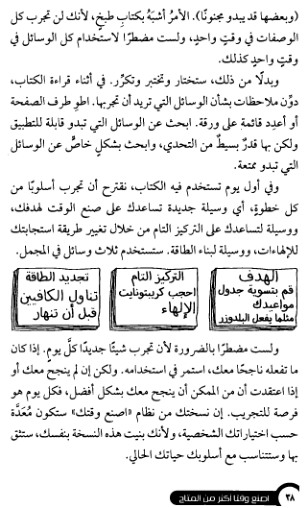 (وبعضها قد يبدو مجنونًا). الأمرُ أشبَهُ بكتابِ طبخٍ، لأنك لن تجرب كل
الوصفات في وقتٍ واحدٍ، ولست مضطرًا لاستخدام كل الوسائل في
وقتٍ واحدٍ كذلك.
وبدلًا من ذلك، ستختار وتختبر وتكرِّر. في أثناء قراءة الكتاب،
دوِّن ملاحظات بشأن الوسائل التي تريد أن تجربها. اطوِ طرف الصفحة
أو أعدِد قائمة على ورقة. ابحث عن الوسائل التي تبدو قابلة للتطبيق
ولكن بها قدرٌ بسيطٌ من التحدي، وابحث بشكلٍ خاصٍّ عن الوسائل
التي تبدو ممتعة.
وفي أول يوم تستخدم فيه الكتاب، نقترح أن تجرب أسلوبًا من
كل خطوةٍ، أي وسيلة جديدة تساعدك على صنع الوقت لهدفك،
ووسيلة لتساعدك على التركيز التام من خلال تغيير طريقة استجابتك
للإلهاءات، ووسيلة لبناء الطاقة. ستستخدم ثلاث وسائل في المجمل.
الهدف
قم بتسوية جدول
مواعيدك
مثلما يفعل البلدوزر
التركيز التام
احجب كريبتونايت
الإلهاء
تجديد الطاقة
تناول الكافيين
قبل أن تنهار
ولست مضطرًا بالضرورة لأن تجرب شيئًا جديدًا كلَّ يومٍ. إذا كان
ما تفعله ناجحًا معك، استمر في استخدامه. ولكن إن لم ينجح معك أو
إذا اعتقدت أن من الممكن أن ينجح معك بشكل أفضل، فكل يوم هو
فرصة للتجريب. إن نسختك من نظام «اصنع وقتك» ستكون مُعَدَّة
حسب اختياراتك الشخصية، ولأنك بنيت هذه النسخة بنفسك، ستثق
بها وستتناسب مع أسلوبك حياتك الحالي.
٢٨ اصنع وقتا أكثر من المتاح